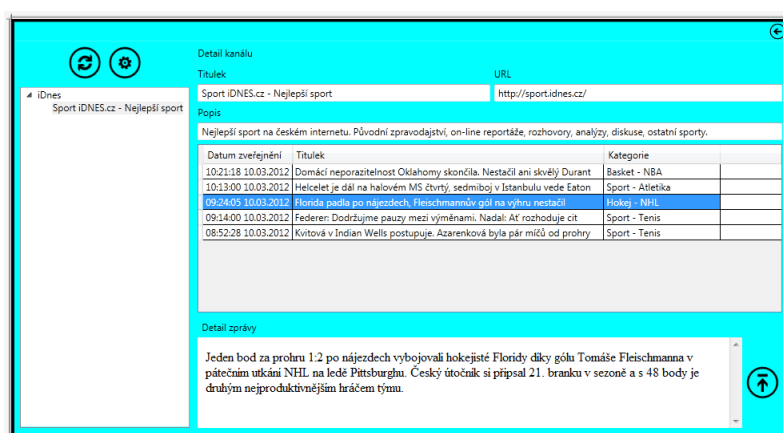 Detail kanálu
Titulek URL
iDnes
Sport iDNES.cz - Nejlepší sport
Sport iDNES.cz - Nejlepší sport http://sport.idnes.cz/
Popis
Nejlepší sport na českém internetu. Původní zpravodajství, on-line reportáže, rozhovory, analýzy, diskuse, ostatní sporty.
Datum zveřejnění Titulek Kategorie
10:21:18 10.03.2012 Domácí neporazitelnost Oklahomy skončila. Nestačil ani skvělý Durant Basket - NBA
10:13:00 10.03.2012 Helcelet je dál na halovém MS čtvrtý, sedmiboj v Istanbulu vede Eaton Sport - Atletika
09:24:05 10.03.2012 Florida padla po nájezdech, Fleischmannův gól na výhru nestačil Hokej - NHL
09:14:00 10.03.2012 Federer: Dodržujme pauzy mezi výměnami. Nadal: Ať rozhoduje cit Sport - Tenis
08:52:28 10.03.2012 Kvitová v Indian Wells postupuje. Azarenková byla pár míčů od prohry Sport - Tenis
Detail zprávy
Jeden bod za prohru 1:2 po nájezdech vybojovali hokejisté Floridy díky gólu Tomáše Fleischmanna v
pátečním utkání NHL na ledě Pittsburghu. Český útočník si připsal 21. branku v sezoně a s 48 body je
druhým nejproduktivnějším hráčem týmu.